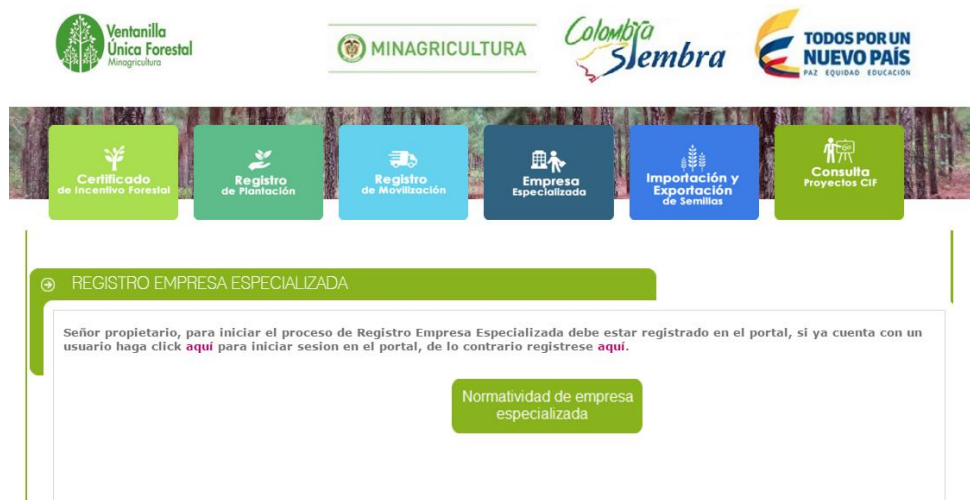 Ventanilla
Única Forestal
Minagricultura
MINAGRICULTURA
Colombia
Siembra
TODOS POR UN
NUEVO PAÍS
PAZ EQUIDAD EDUCACIÓN
Certificado
de Incentivo Forestal
Registro
de Plantación
Registro
de Movilización
Empresa
Especializada
Importación y
Exportación
de Semillas
GO
Consulta
Proyectos CIF
REGISTRO EMPRESA ESPECIALIZADA
Señor propietario, para iniciar el proceso de Registro Empresa Especializada debe estar registrado en el portal, si ya cuenta con un
usuario haga click aquí para iniciar sesion en el portal, de lo contrario registrese aquí.
Normatividad de empresa
especializada